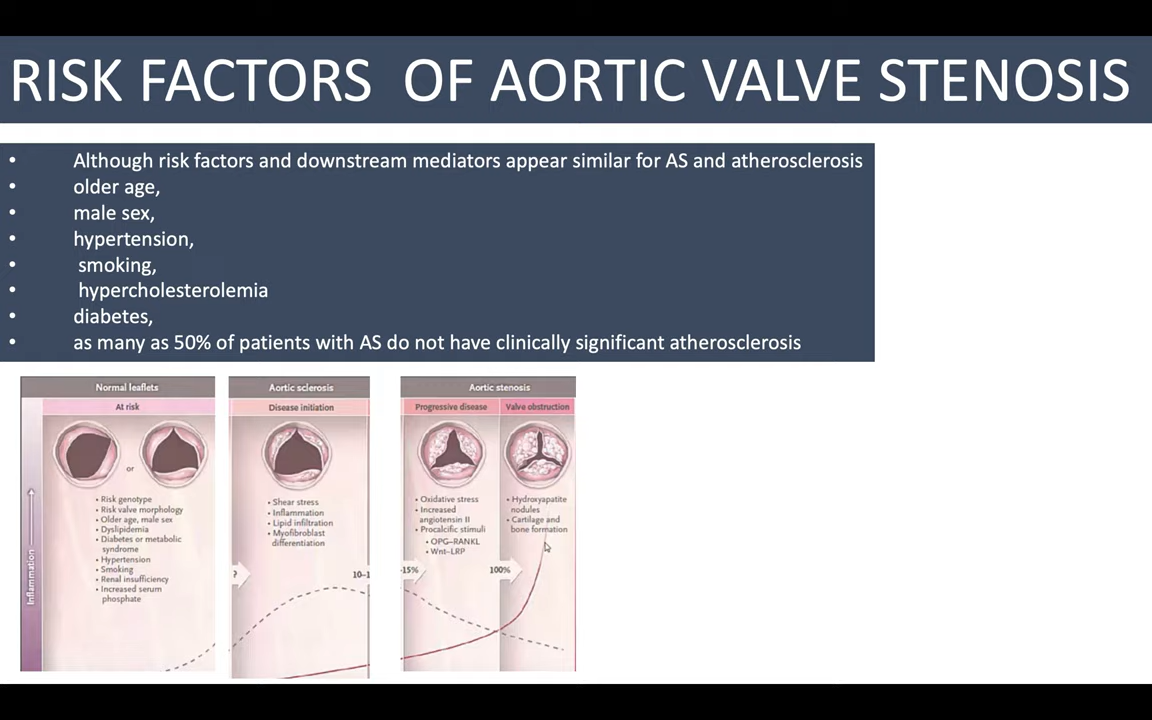 RISK FACTORS OF AORTIC VALVE STENOSIS
• Although risk factors and downstream mediators appear similar for AS and atherosclerosis
• older age,
• male sex,
• hypertension,
• smoking,
• hypercholesterolemia
• diabetes,
• as many as 50% of patients with AS do not have clinically significant atherosclerosis
Normal leaflets
At risk
or
• Risk genotype
• Risk valve morphology
• Older age, male sex
• Dyslipidemia
• Diabetes or metabolic
syndrome
• Hypertension
• Smoking
• Renal insufficiency
• Increased serum
phosphate
Inflammation
Aortic sclerosis
Disease initiation
• Shear stress
• Inflammation
• Lipid infiltration
• Myofibroblast
differentiation
?
10–1
Aortic stenosis
Progressive disease
• Oxidative stress
• Increased
angiotensin II
• Procalcific stimuli
• OPG–RANKL
• Wnt–LRP
-15%
Valve obstruction
• Hydroxyapatite
nodules
• Cartilage and
bone formation
100%